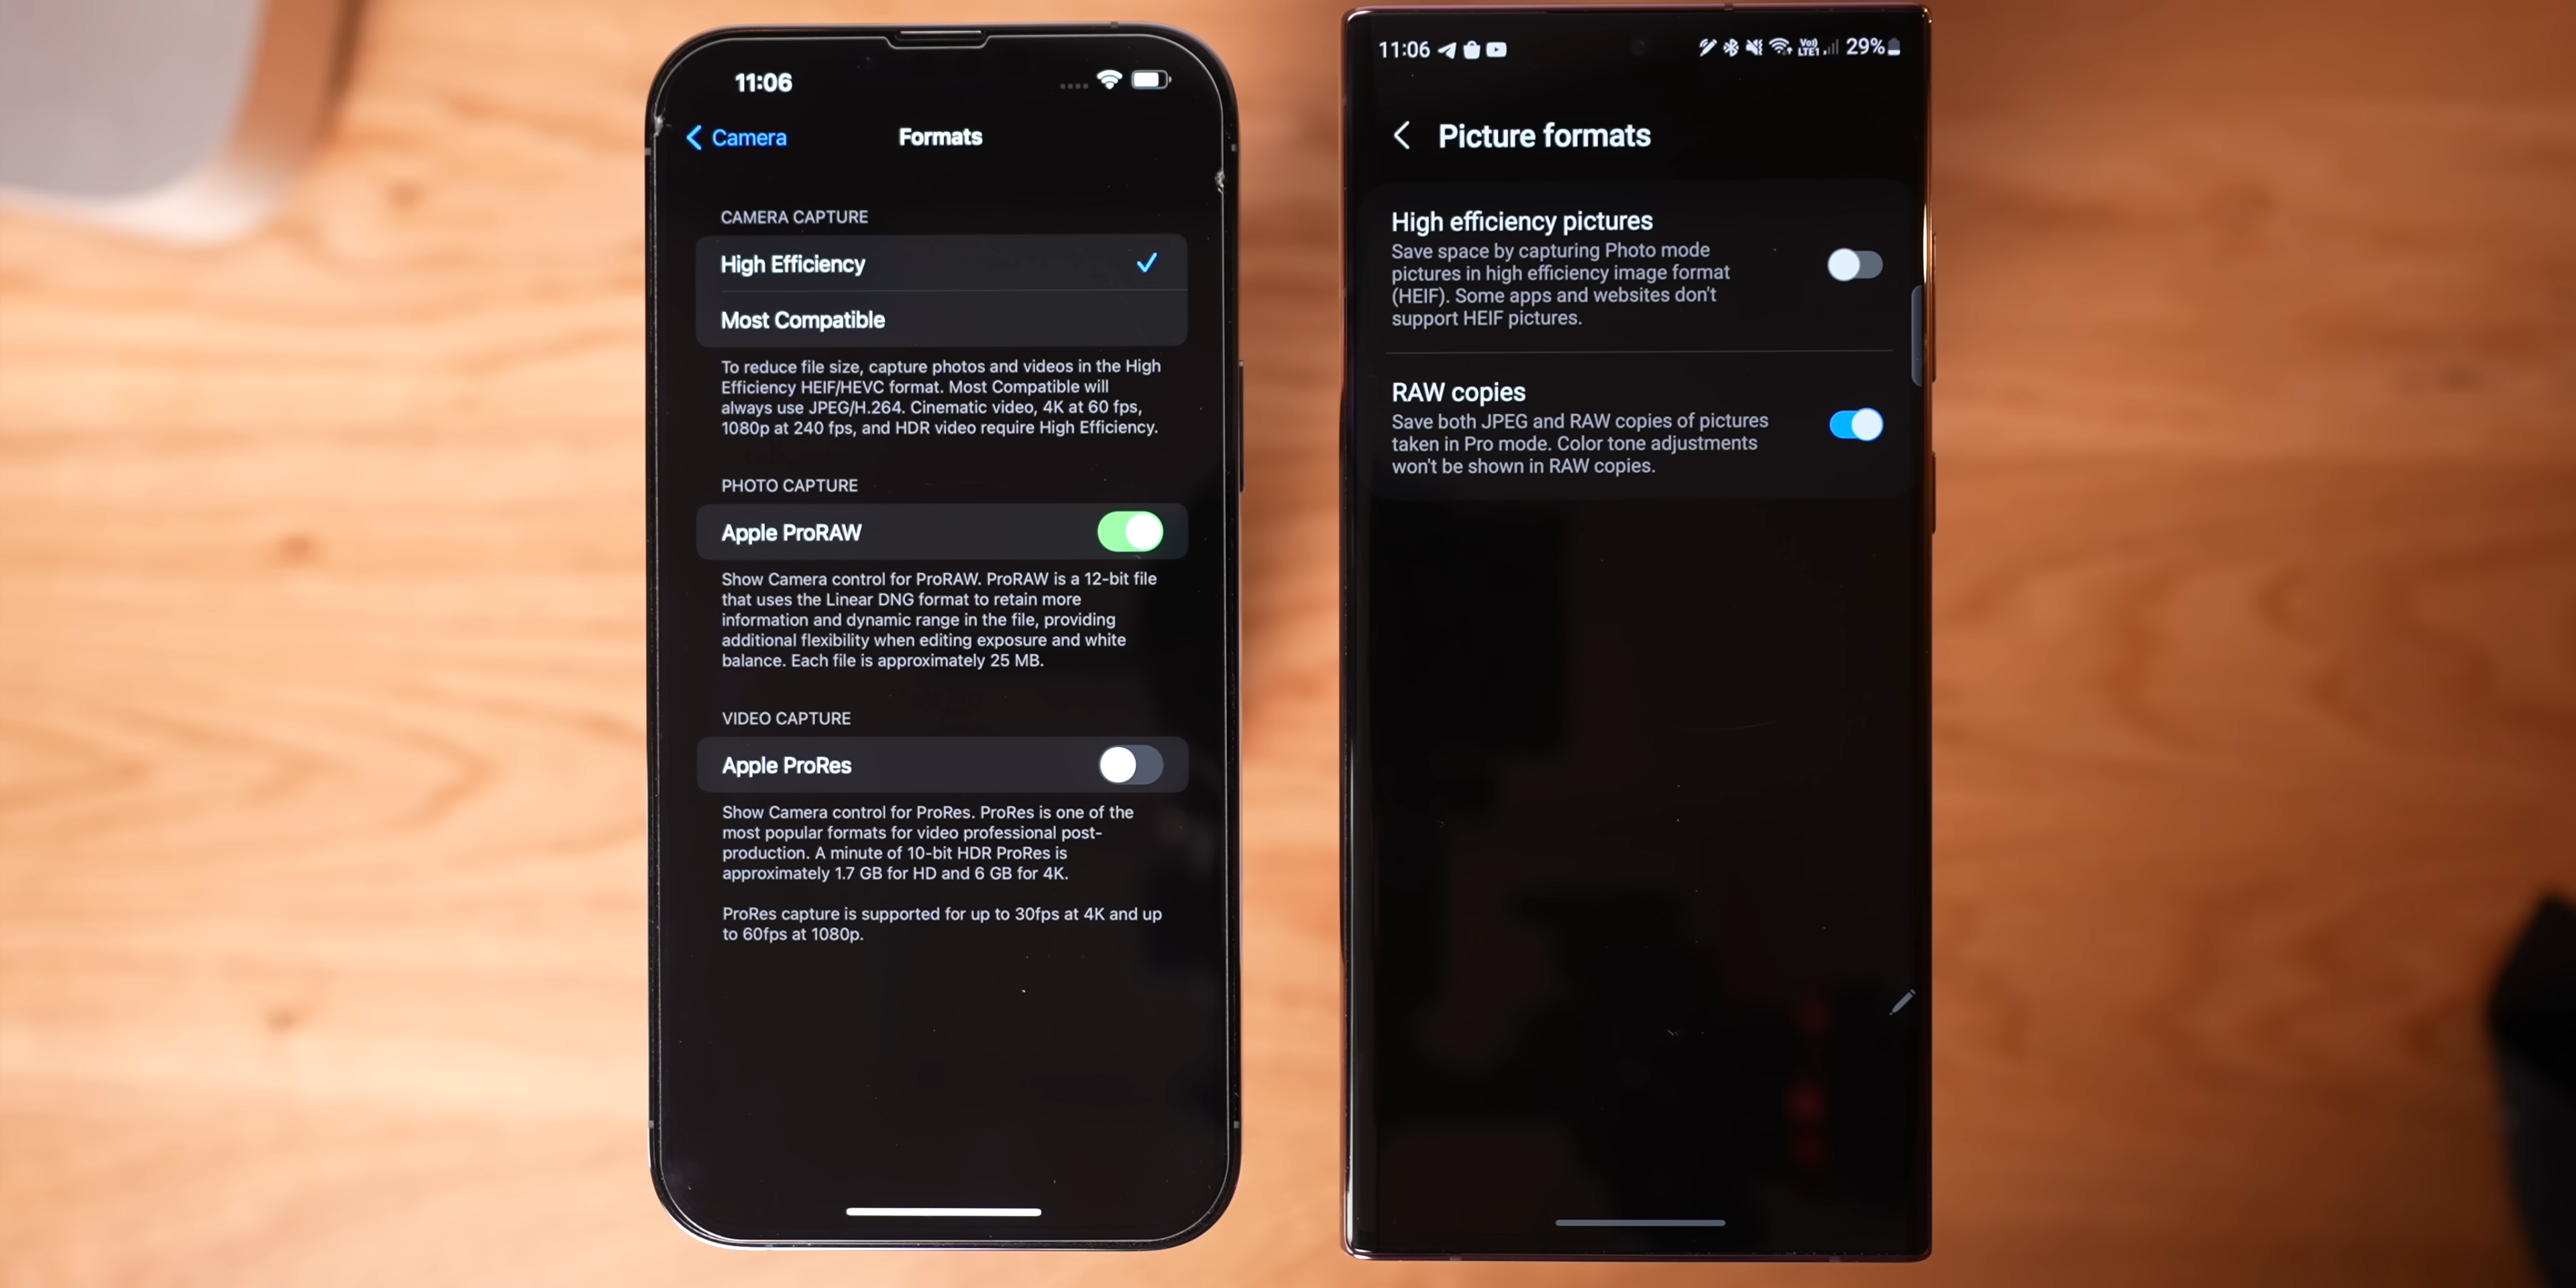 11:06
Camera
Formats
CAMERA CAPTURE
High Efficiency
Most Compatible
To reduce file size, capture photos and videos in the High
Efficiency HEIF/HEVC format. Most Compatible will
always use JPEG/H.264. Cinematic video, 4K at 60 fps,
1080p at 240 fps, and HDR video require High Efficiency.
PHOTO CAPTURE
Apple ProRAW
Show Camera control for ProRAW. ProRAW is a 12-bit file
that uses the Linear DNG format to retain more
information and dynamic range in the file, providing
additional flexibility when editing exposure and white
balance. Each file is approximately 25 MB.
VIDEO CAPTURE
Apple ProRes
Show Camera control for ProRes. ProRes is one of the
most popular formats for video professional post-
production. A minute of 10-bit HDR ProRes is
approximately 1.7 GB for HD and 6 GB for 4K.
ProRes capture is supported for up to 30fps at 4K and up
to 60fps at 1080p.
11:06
Vo)) LTE1 29%
Picture formats
High efficiency pictures
Save space by capturing Photo mode
pictures in high efficiency image format
(HEIF). Some apps and websites don't
support HEIF pictures.
RAW copies
Save both JPEG and RAW copies of pictures
taken in Pro mode. Color tone adjustments
won't be shown in RAW copies.